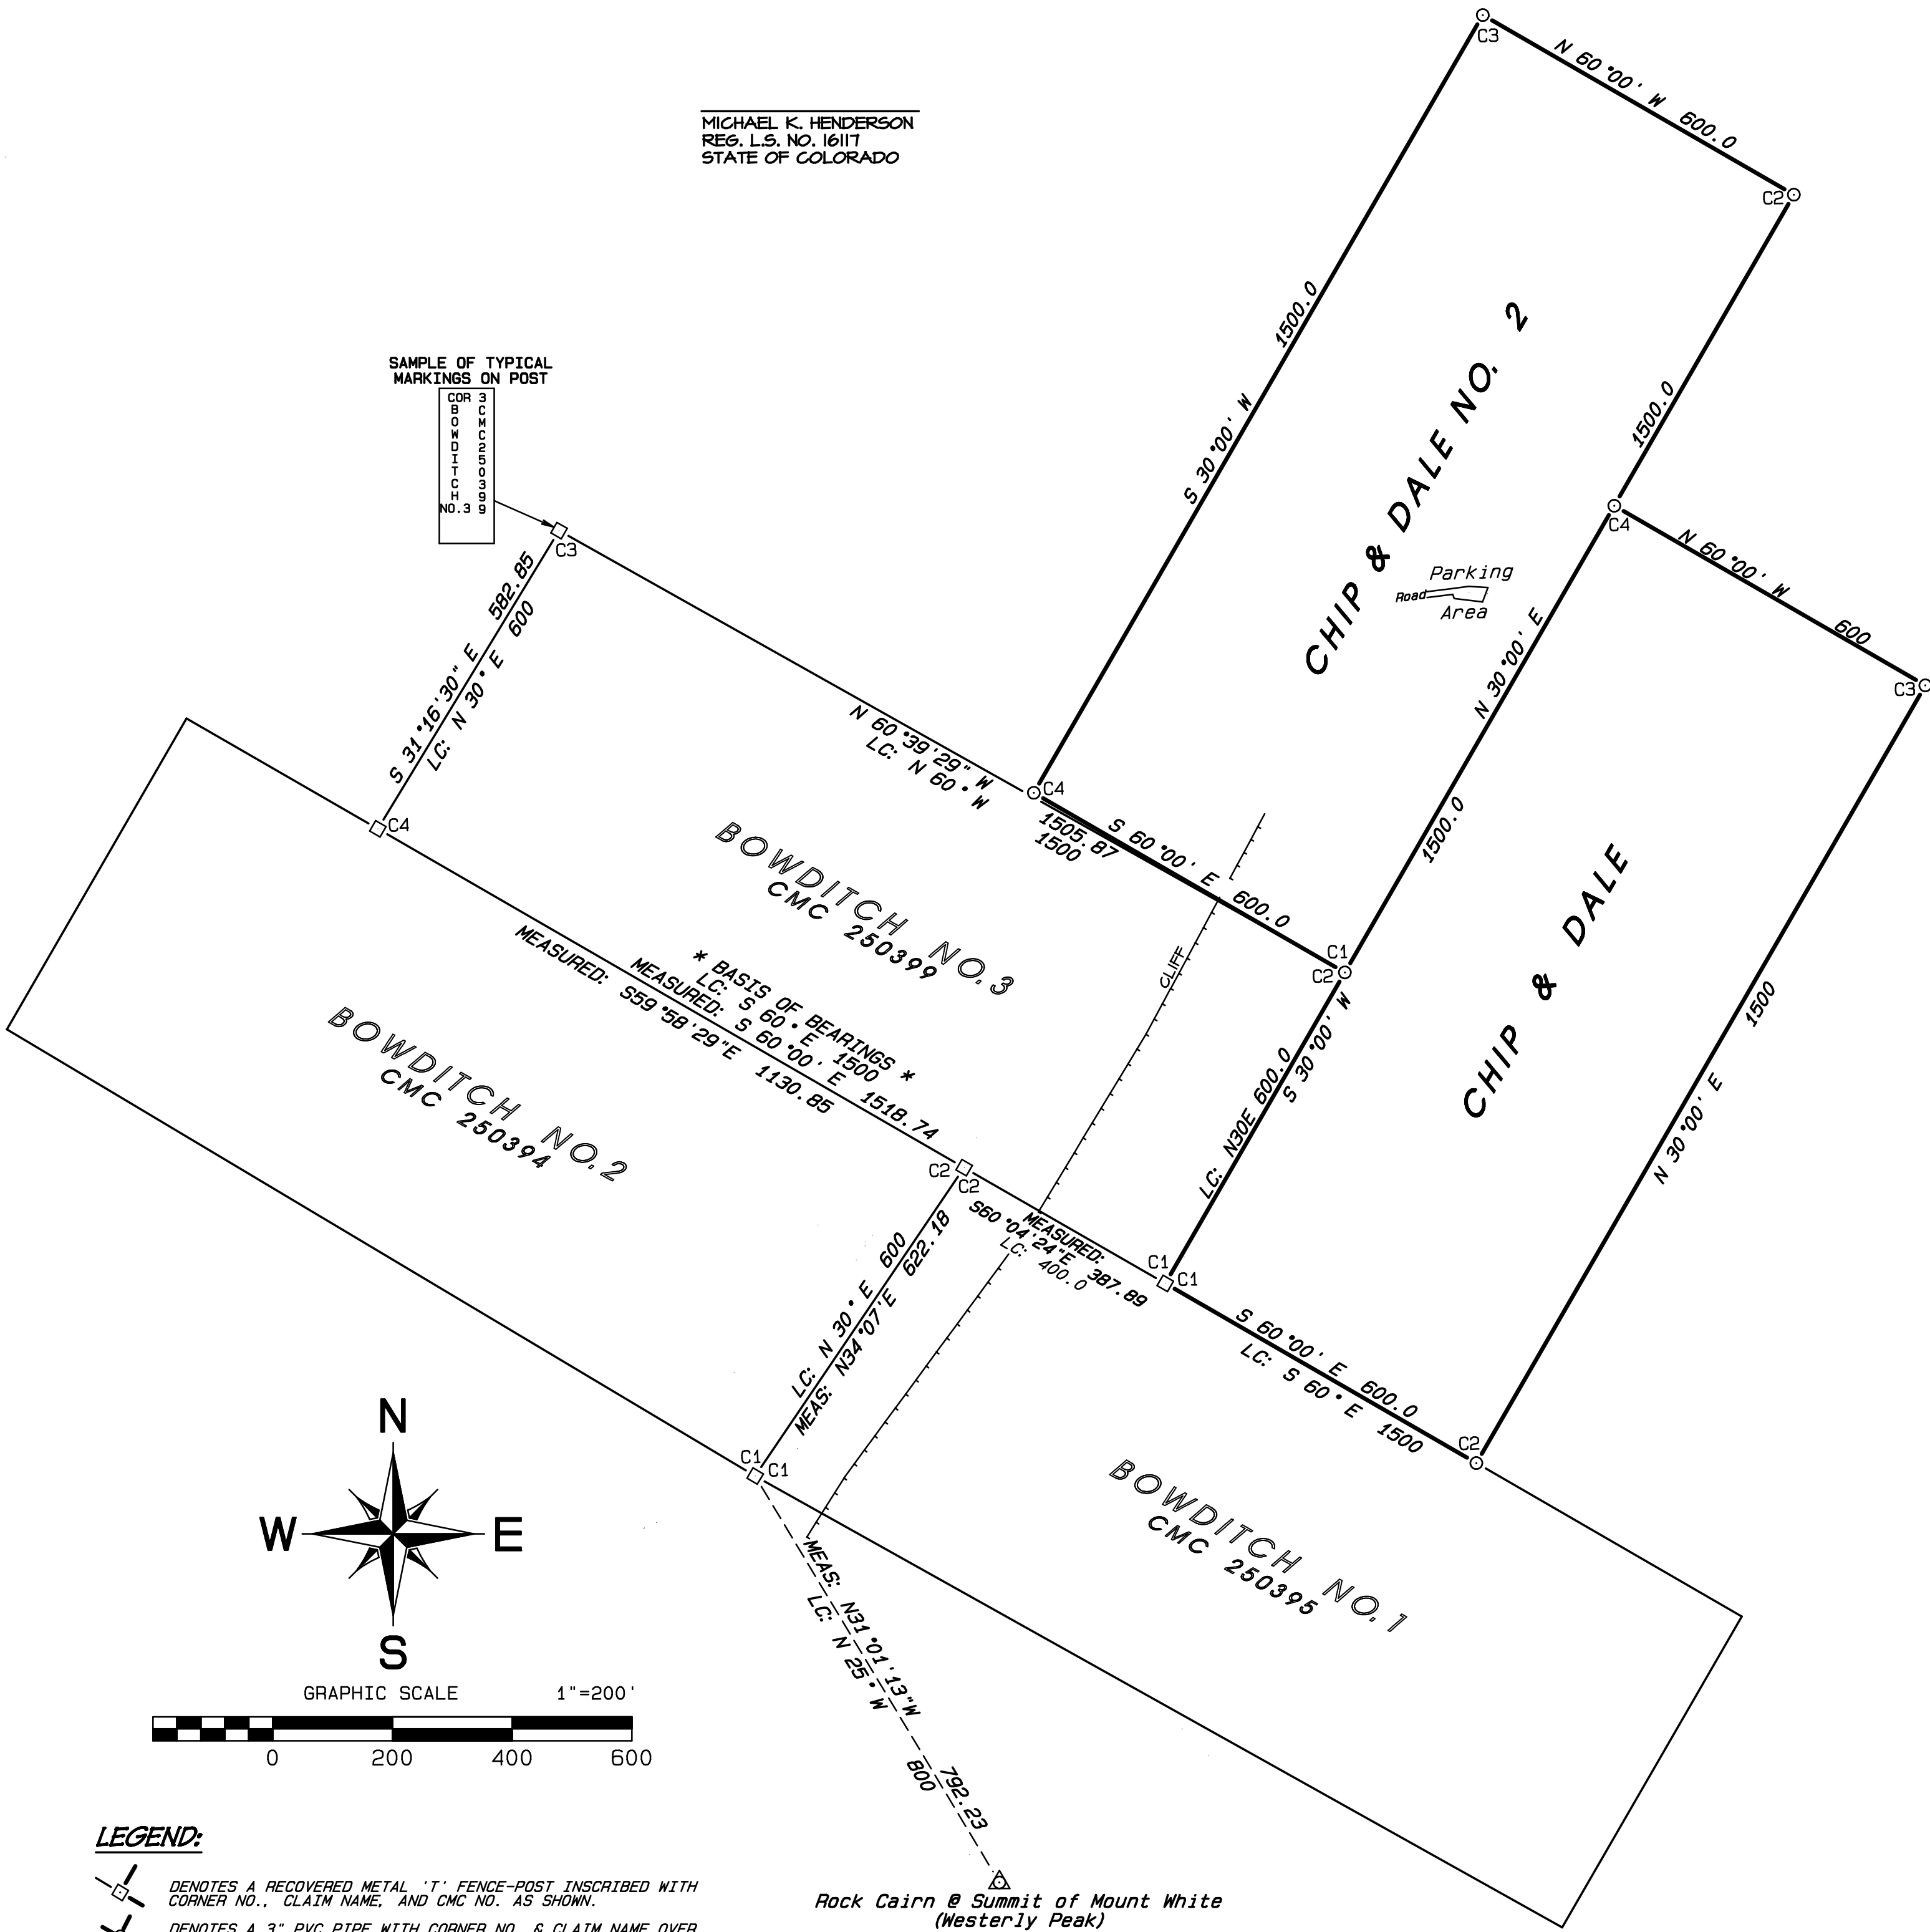 MICHAEL K. HENDERSON
REG. L.S. NO. 16117
STATE OF COLORADO
C3
N 60°00' W 600.0
C2
1500.0
S 30°00' W
CHIP & DALE NO. 2
1500.0
N 30°00' E
Parking
Road
Area
C4
N 60°00' W 600
C3
SAMPLE OF TYPICAL
MARKINGS ON POST
COR 3
B C
O M
W C
D 2
I 5
T 0
C 3
H 9
NO.3 9
C3
S 31°16'30" E 582.85
LC: N 30° E 600
C4
N 60°39'29" W
LC: N 60° W
C4
1505.87
1500
S 60°00' E 600.0
BOWDITCH NO.3
CMC 250399
CLIFF
C1
C2
1500.0
CHIP & DALE
1500
N 30°00' E
* BASIS OF BEARINGS *
LC: S 60° E 1500
MEASURED: S 60°00' E 1518.74
MEASURED: S59°58'29"E 1130.85
BOWDITCH NO.2
CMC 250394
LC: N30E 600.0
S 30°00' W
C2
C2
MEASURED:
S60°04'24"E 387.89
LC: 400.0
C1
C1
LC: N 30° E 600
MEAS: N34°07'E 622.18
S 60°00' E 600.0
LC: S 60° E 1500
C2
C1
C1
BOWDITCH NO.1
CMC 250395
MEAS: N31°01'13"W 792.23
LC: N 25° W 800
N
W
E
S
GRAPHIC SCALE 1"=200'
0 200 400 600
LEGEND:
DENOTES A RECOVERED METAL 'T' FENCE-POST INSCRIBED WITH
CORNER NO., CLAIM NAME, AND CMC NO. AS SHOWN.
DENOTES A 3" PVC PIPE WITH CORNER NO. & CLAIM NAME OVER
Rock Cairn @ Summit of Mount White
(Westerly Peak)